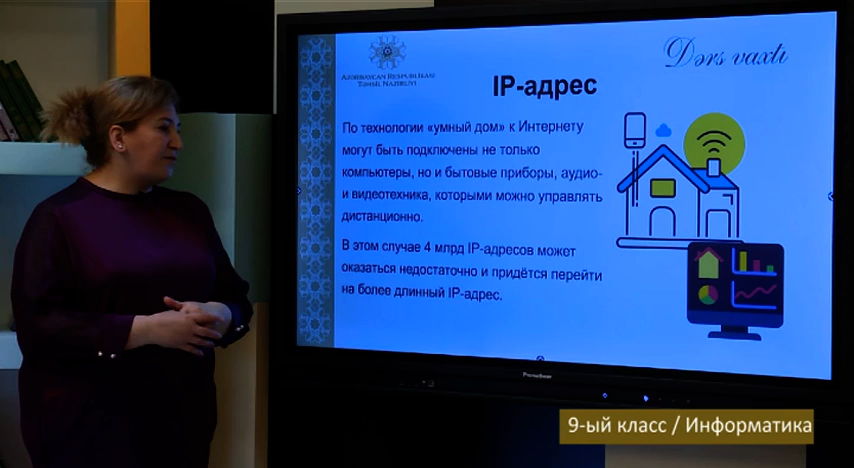 AZƏRBAYCAN RESPUBLİKASI
TƏHSİL NAZİRLİYİ
Dərs vaxtı
IP-адрес
По технологии «умный дом» к Интернету
могут быть подключены не только
компьютеры, но и бытовые приборы, аудио-
и видеотехника, которыми можно управлять
дистанционно.
В этом случае 4 млрд IP-адресов может
оказаться недостаточно и придётся перейти
на более длинный IP-адрес.
Promethean
9-ый класс / Информатика